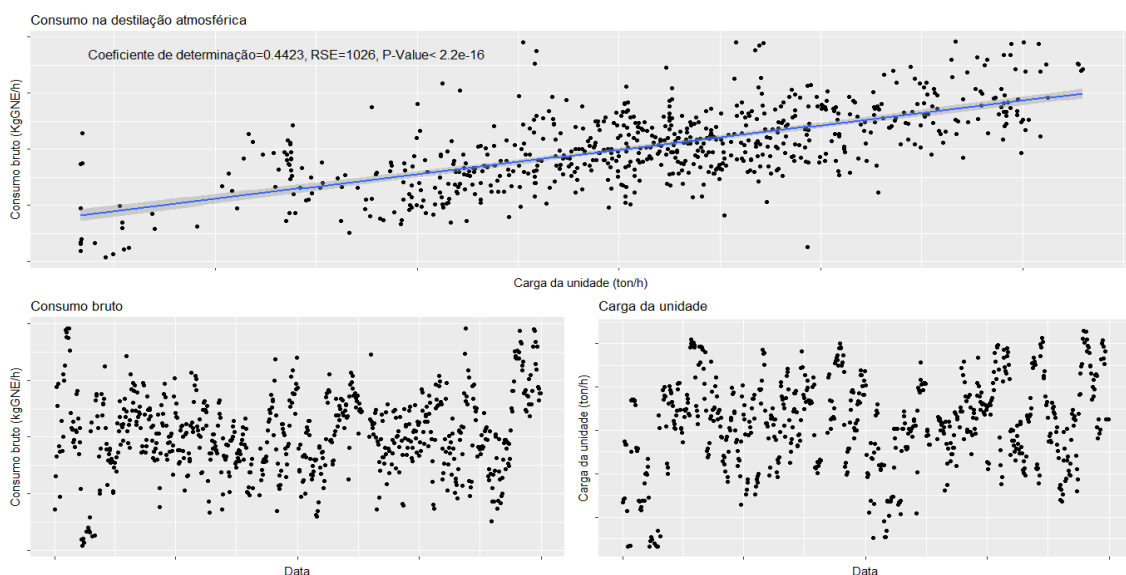 Consumo na destilação atmosférica
Coeficiente de determinação=0.4423, RSE=1026, P-Value< 2.2e-16
Consumo bruto (KgGNE/h)
Carga da unidade (ton/h)
Consumo bruto
Consumo bruto (kgGNE/h)
Data
Carga da unidade
Carga da unidade (ton/h)
Data